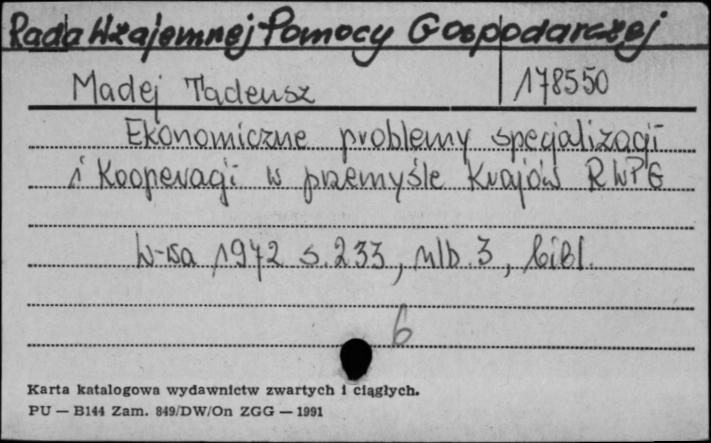 Rada Wzajemnej Pomocy Gospodarczej
Madej Tadeusz 178550
Ekonomiczne problemy specjalizacji
i Kooperacji w przemyśle Krajów RWPG
W-wa 1972 s. 233, nlb. 3, bibl.
6
Karta katalogowa wydawnictw zwartych i ciągłych.
PU — B144 Zam. 849/DW/On ZGG — 1991